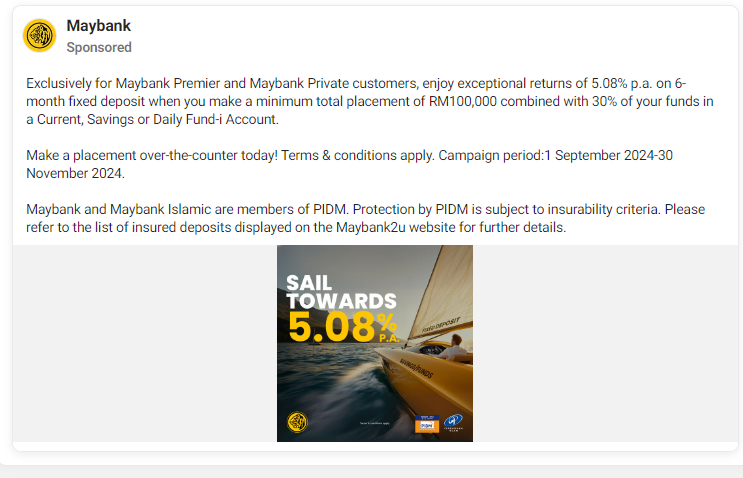 Maybank
Sponsored
Exclusively for Maybank Premier and Maybank Private customers, enjoy exceptional returns of 5.08% p.a. on 6-
month fixed deposit when you make a minimum total placement of RM100,000 combined with 30% of your funds in
a Current, Savings or Daily Fund-i Account.
Make a placement over-the-counter today! Terms & conditions apply. Campaign period:1 September 2024-30
November 2024.
Maybank and Maybank Islamic are members of PIDM. Protection by PIDM is subject to insurability criteria. Please
refer to the list of insured deposits displayed on the Maybank2u website for further details.
SAIL
TOWARDS
5.08%
P.A.
FIXED DEPOSIT
SAVINGS/FUNDS
Terms & conditions apply.
PIDM